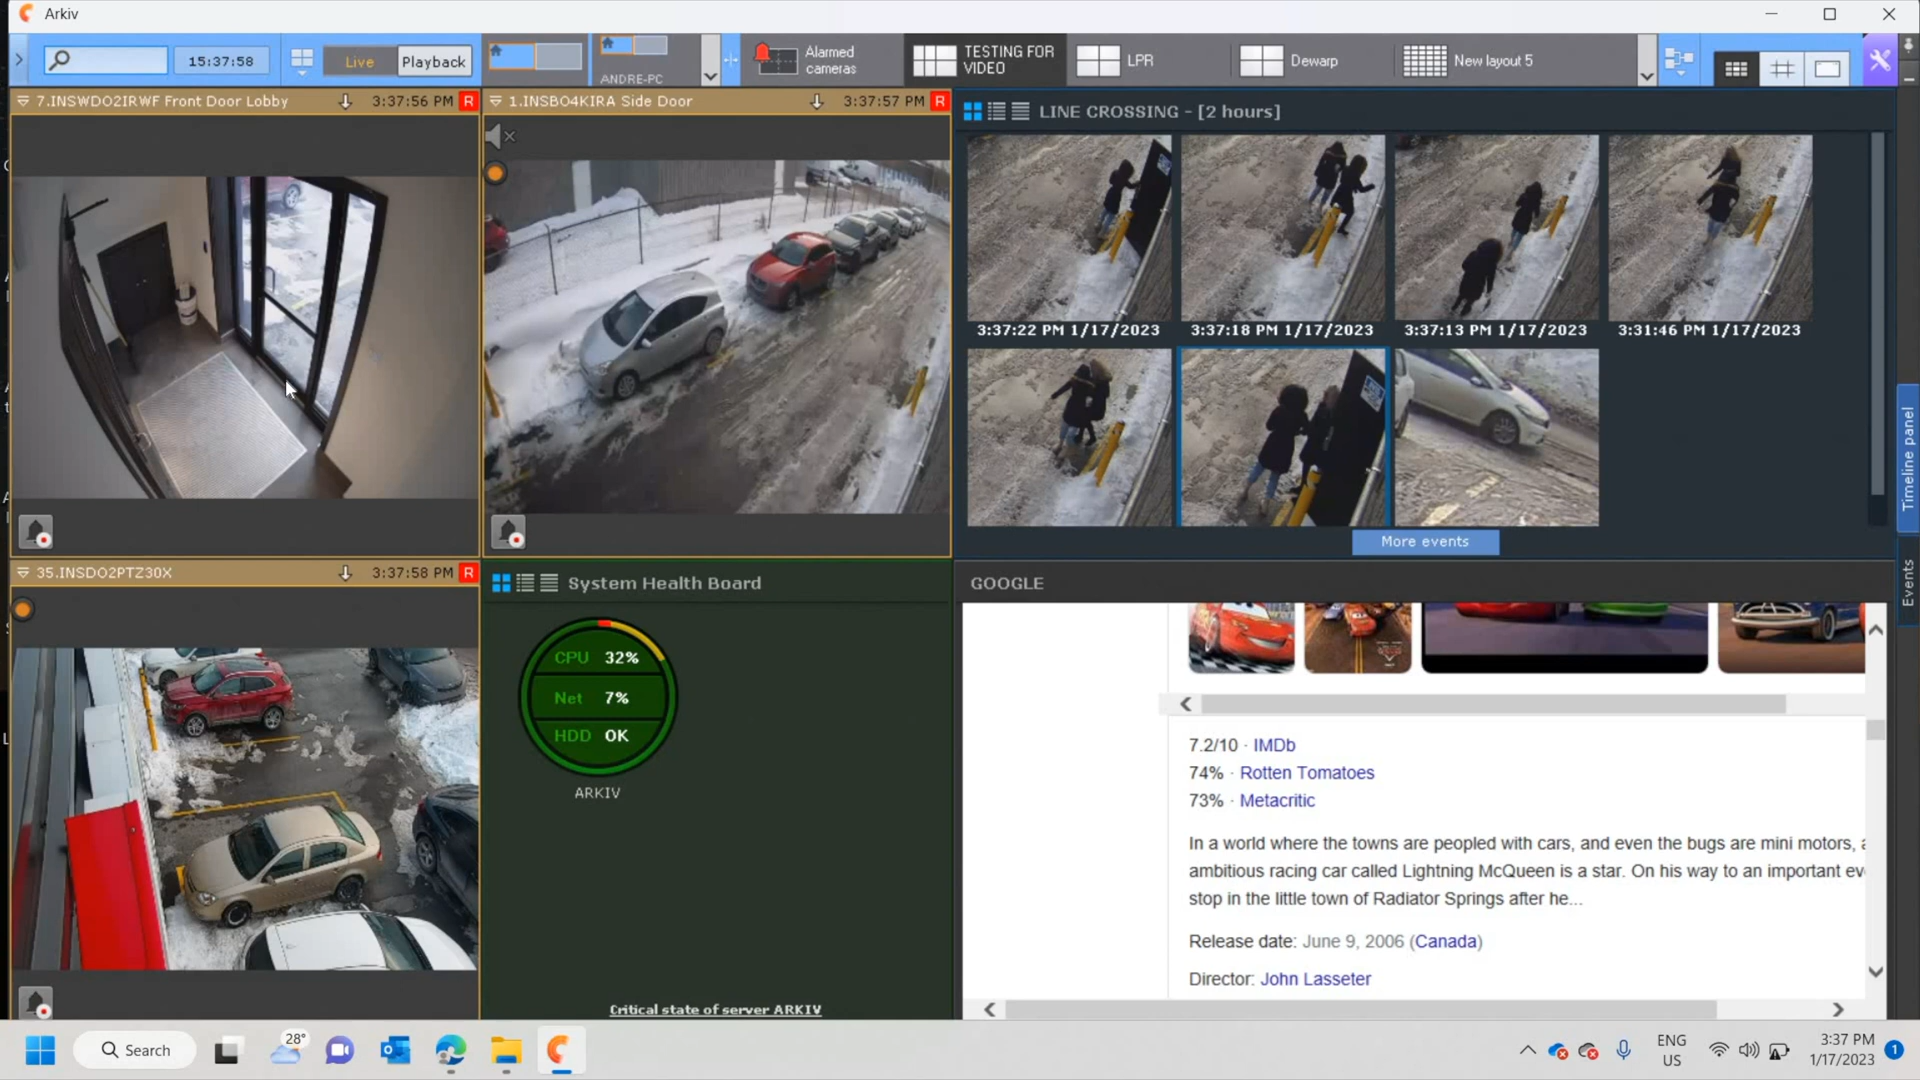 Arkiv
15:37:58
Live
Playback
ANDRE-PC
Alarmed
cameras
TESTING FOR
VIDEO
LPR
Dewarp
New layout 5
7.INSWDO2IRWF Front Door Lobby
3:37:56 PM
R
1.INSBO4KIRA Side Door
3:37:57 PM
R
LINE CROSSING - [2 hours]
3:37:22 PM 1/17/2023
3:37:18 PM 1/17/2023
3:37:13 PM 1/17/2023
3:31:46 PM 1/17/2023
More events
Timeline panel
Events
35.INSDO2PTZ30X
3:37:58 PM
R
System Health Board
CPU 32%
Net 7%
HDD OK
ARKIV
Critical state of server ARKIV
GOOGLE
7.2/10 · IMDb
74% · Rotten Tomatoes
73% · Metacritic
In a world where the towns are peopled with cars, and even the bugs are mini motors,
ambitious racing car called Lightning McQueen is a star. On his way to an important
stop in the little town of Radiator Springs after he...
Release date: June 9, 2006 (Canada)
Director: John Lasseter
28°
Search
ENG
US
3:37 PM
1/17/2023
1